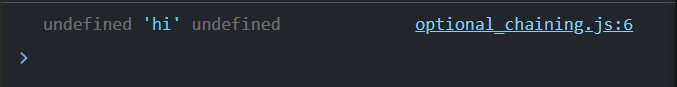 undefined 'hi' undefined optional_chaining.js:6
>